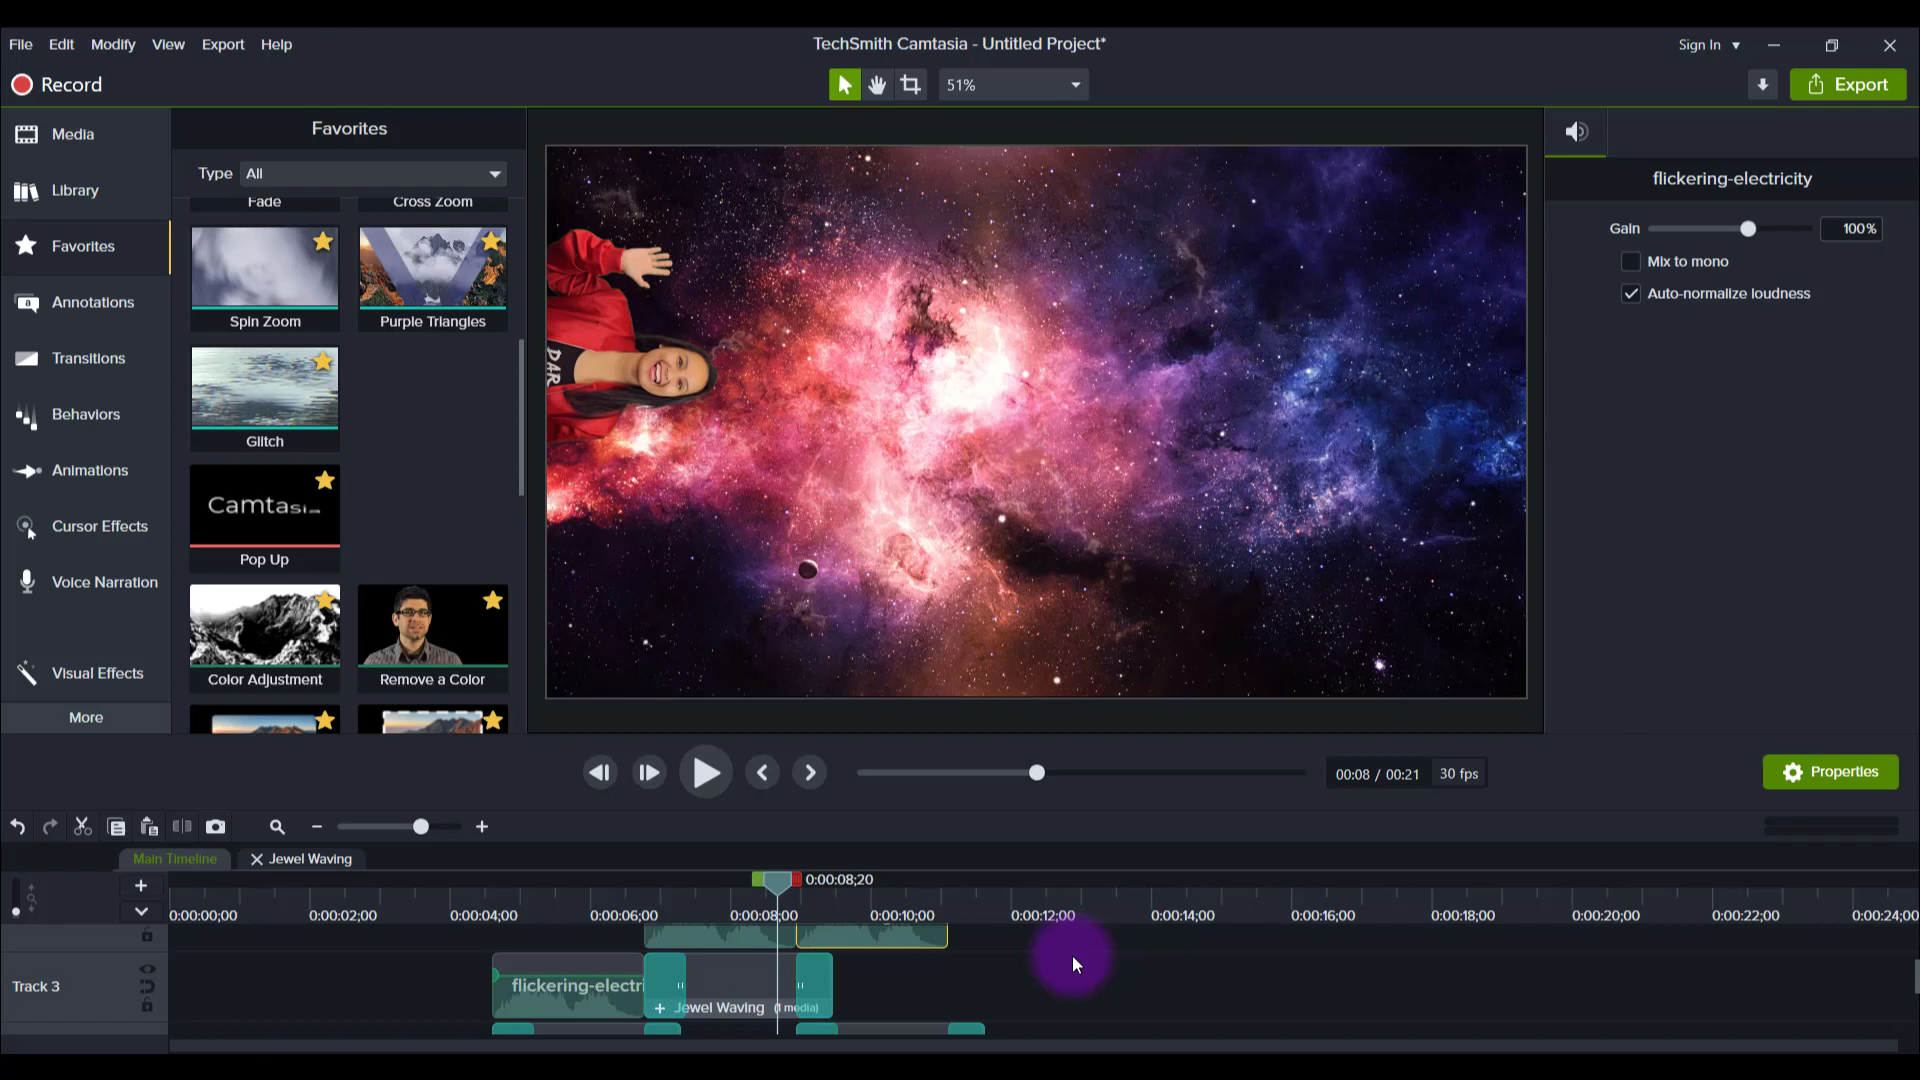 File Edit Modify View Export Help
TechSmith Camtasia - Untitled Project*
Sign In
Record
51%
Export
Media
Library
Favorites
Annotations
Transitions
Behaviors
Animations
Cursor Effects
Voice Narration
Visual Effects
More
Favorites
Type All
Fade Cross Zoom
Spin Zoom Purple Triangles
Glitch
Camtasia
Pop Up
Color Adjustment Remove a Color
DAR
flickering-electricity
Gain 100%
Mix to mono
Auto-normalize loudness
00:08 / 00:21 30 fps
Properties
Main Timeline Jewel Waving
0:00:08;20
0:00:00;00 0:00:02;00 0:00:04;00 0:00:06;00 0:00:08;00 0:00:10;00 0:00:12;00 0:00:14;00 0:00:16;00 0:00:18;00 0:00:20;00 0:00:22;00 0:00:24;00
Track 3
flickering-electri
+ Jewel Waving (1 media)